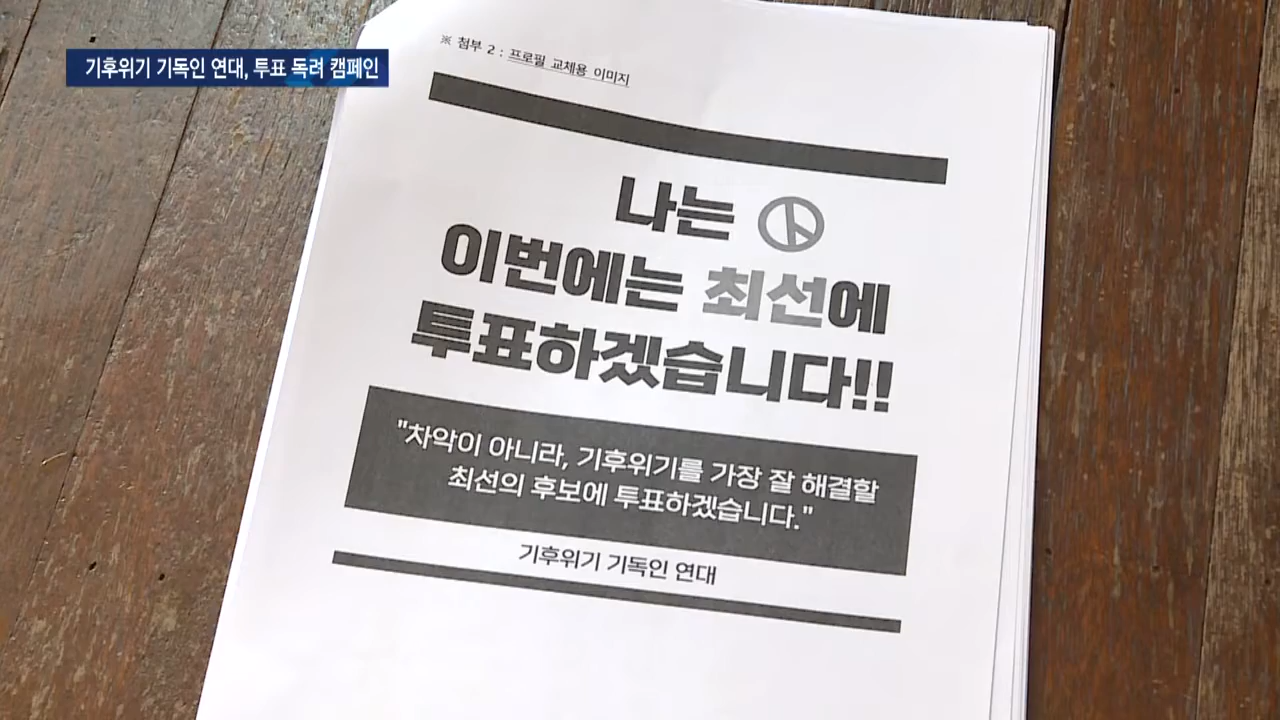 기후위기 기독인 연대, 투표 독려 캠페인
※ 첨부 2 : 프로필 교체용 이미지
나는
이번에는 최선에
투표하겠습니다!!
"차악이 아니라, 기후위기를 가장 잘 해결할
최선의 후보에 투표하겠습니다."
기후위기 기독인 연대